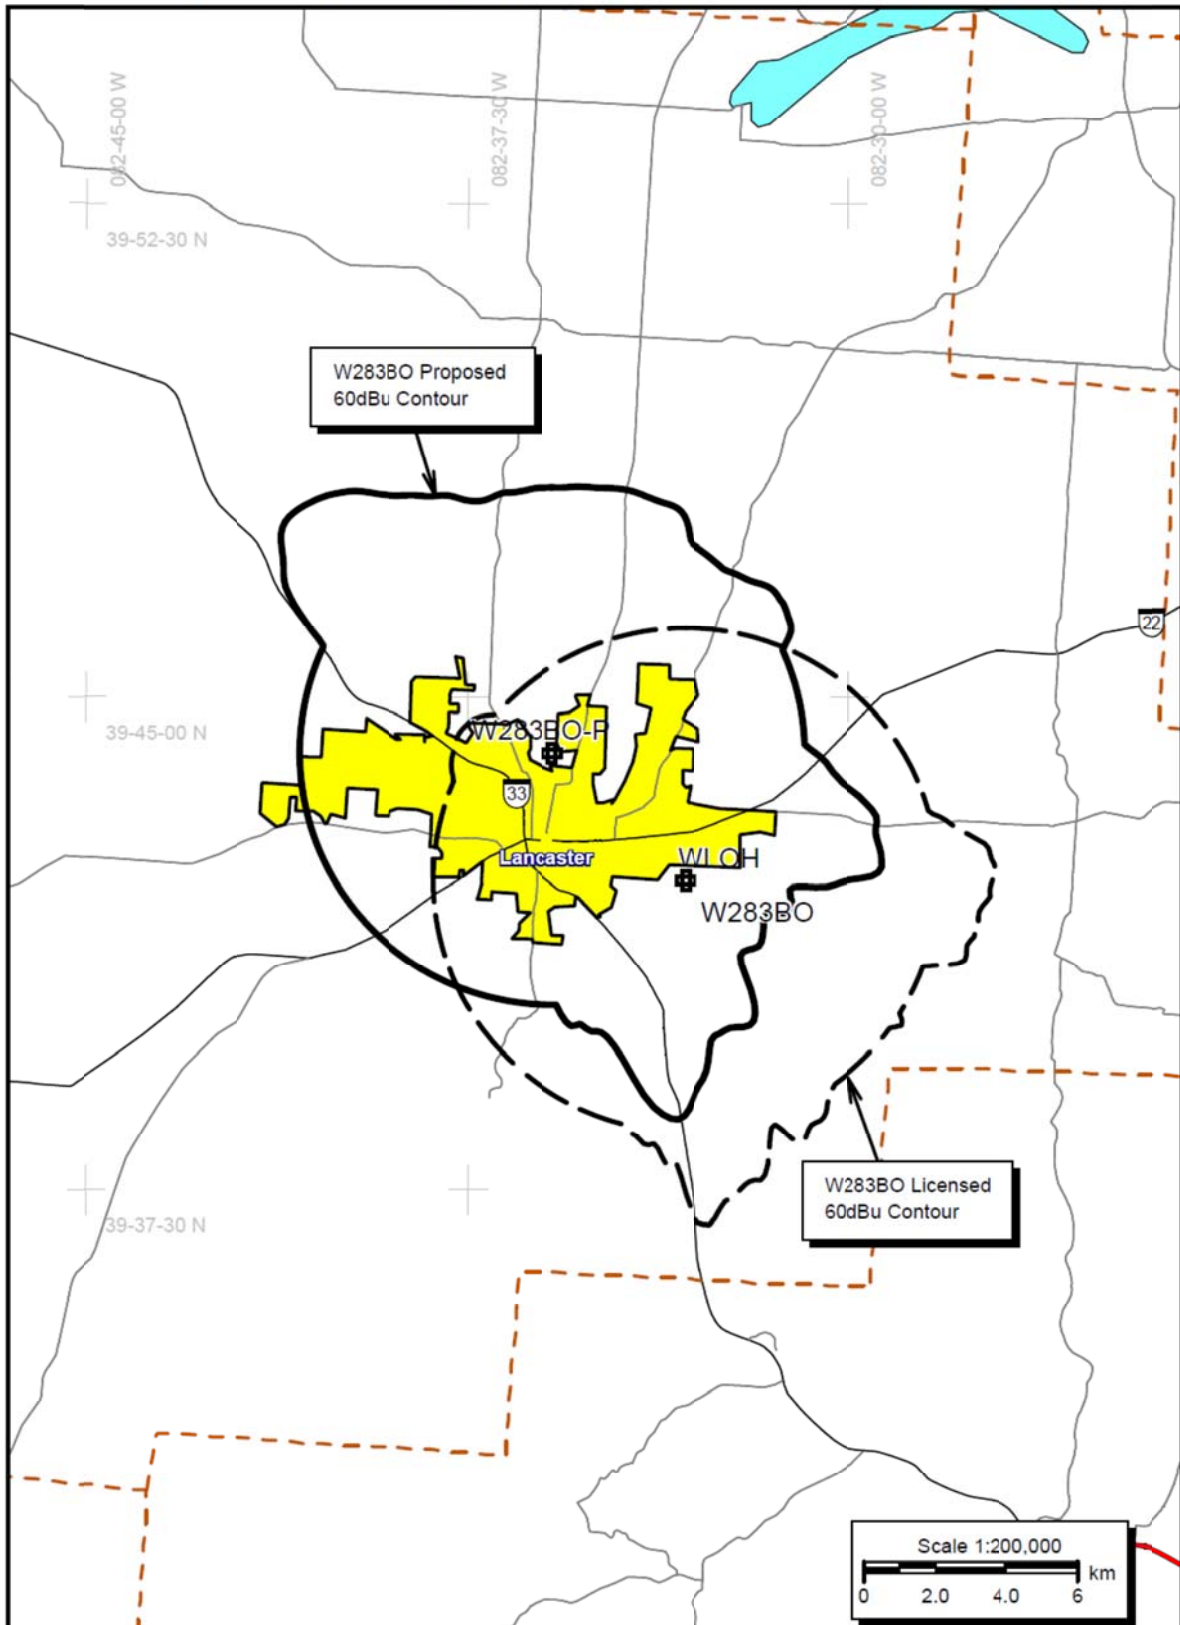 082-45-00 W
082-37-30 W
082-30-00 W
39-52-30 N
W283BO Proposed
60dBu Contour
22
39-45-00 N
W283BO-P
33
Lancaster
WLOH
W283BO
W283BO Licensed
60dBu Contour
39-37-30 N
Scale 1:200,000
km
0 2.0 4.0 6